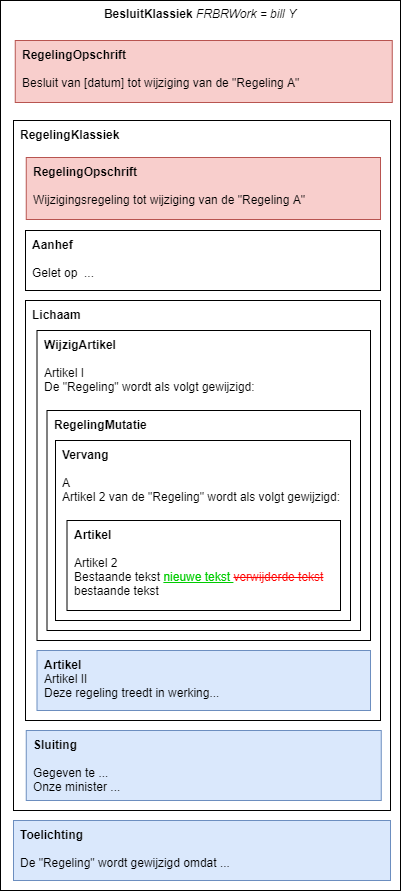 BesluitKlassiek FRBRWork = bill Y
RegelingOpschrift
Besluit van [datum] tot wijziging van de "Regeling A"
RegelingKlassiek
RegelingOpschrift
Wijzigingsregeling tot wijziging van de "Regeling A"
Aanhef
Gelet op ...
Lichaam
WijzigArtikel
Artikel I
De "Regeling" wordt als volgt gewijzigd:
RegelingMutatie
Vervang
A
Artikel 2 van de "Regeling" wordt als volgt gewijzigd:
Artikel
Artikel 2
Bestaande tekst nieuwe tekst verwijderde tekst
bestaande tekst
Artikel
Artikel II
Deze regeling treedt in werking...
Sluiting
Gegeven te ...
Onze minister ...
Toelichting
De "Regeling" wordt gewijzigd omdat ...